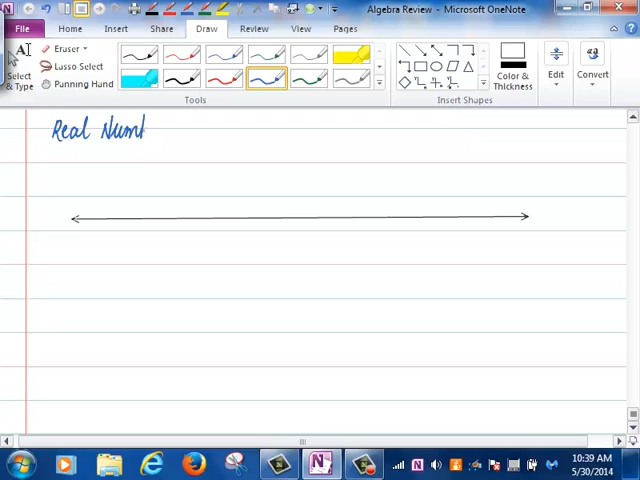 Algebra Review - Microsoft OneNote
File Home Insert Share Draw Review View Pages
Select & Type
Eraser
Lasso Select
Panning Hand
Tools
Insert Shapes
Color & Thickness
Edit
Convert
Real Numb
10:39 AM
5/30/2014